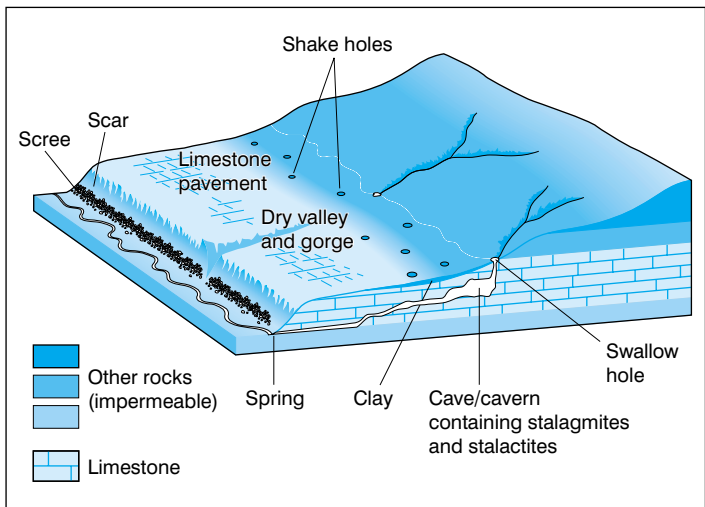 Shake holes
Scar
Scree
Limestone
pavement
Dry valley
and gorge
Swallow
hole
Other rocks
(impermeable)
Spring
Clay
Cave/cavern
containing stalagmites
and stalactites
Limestone